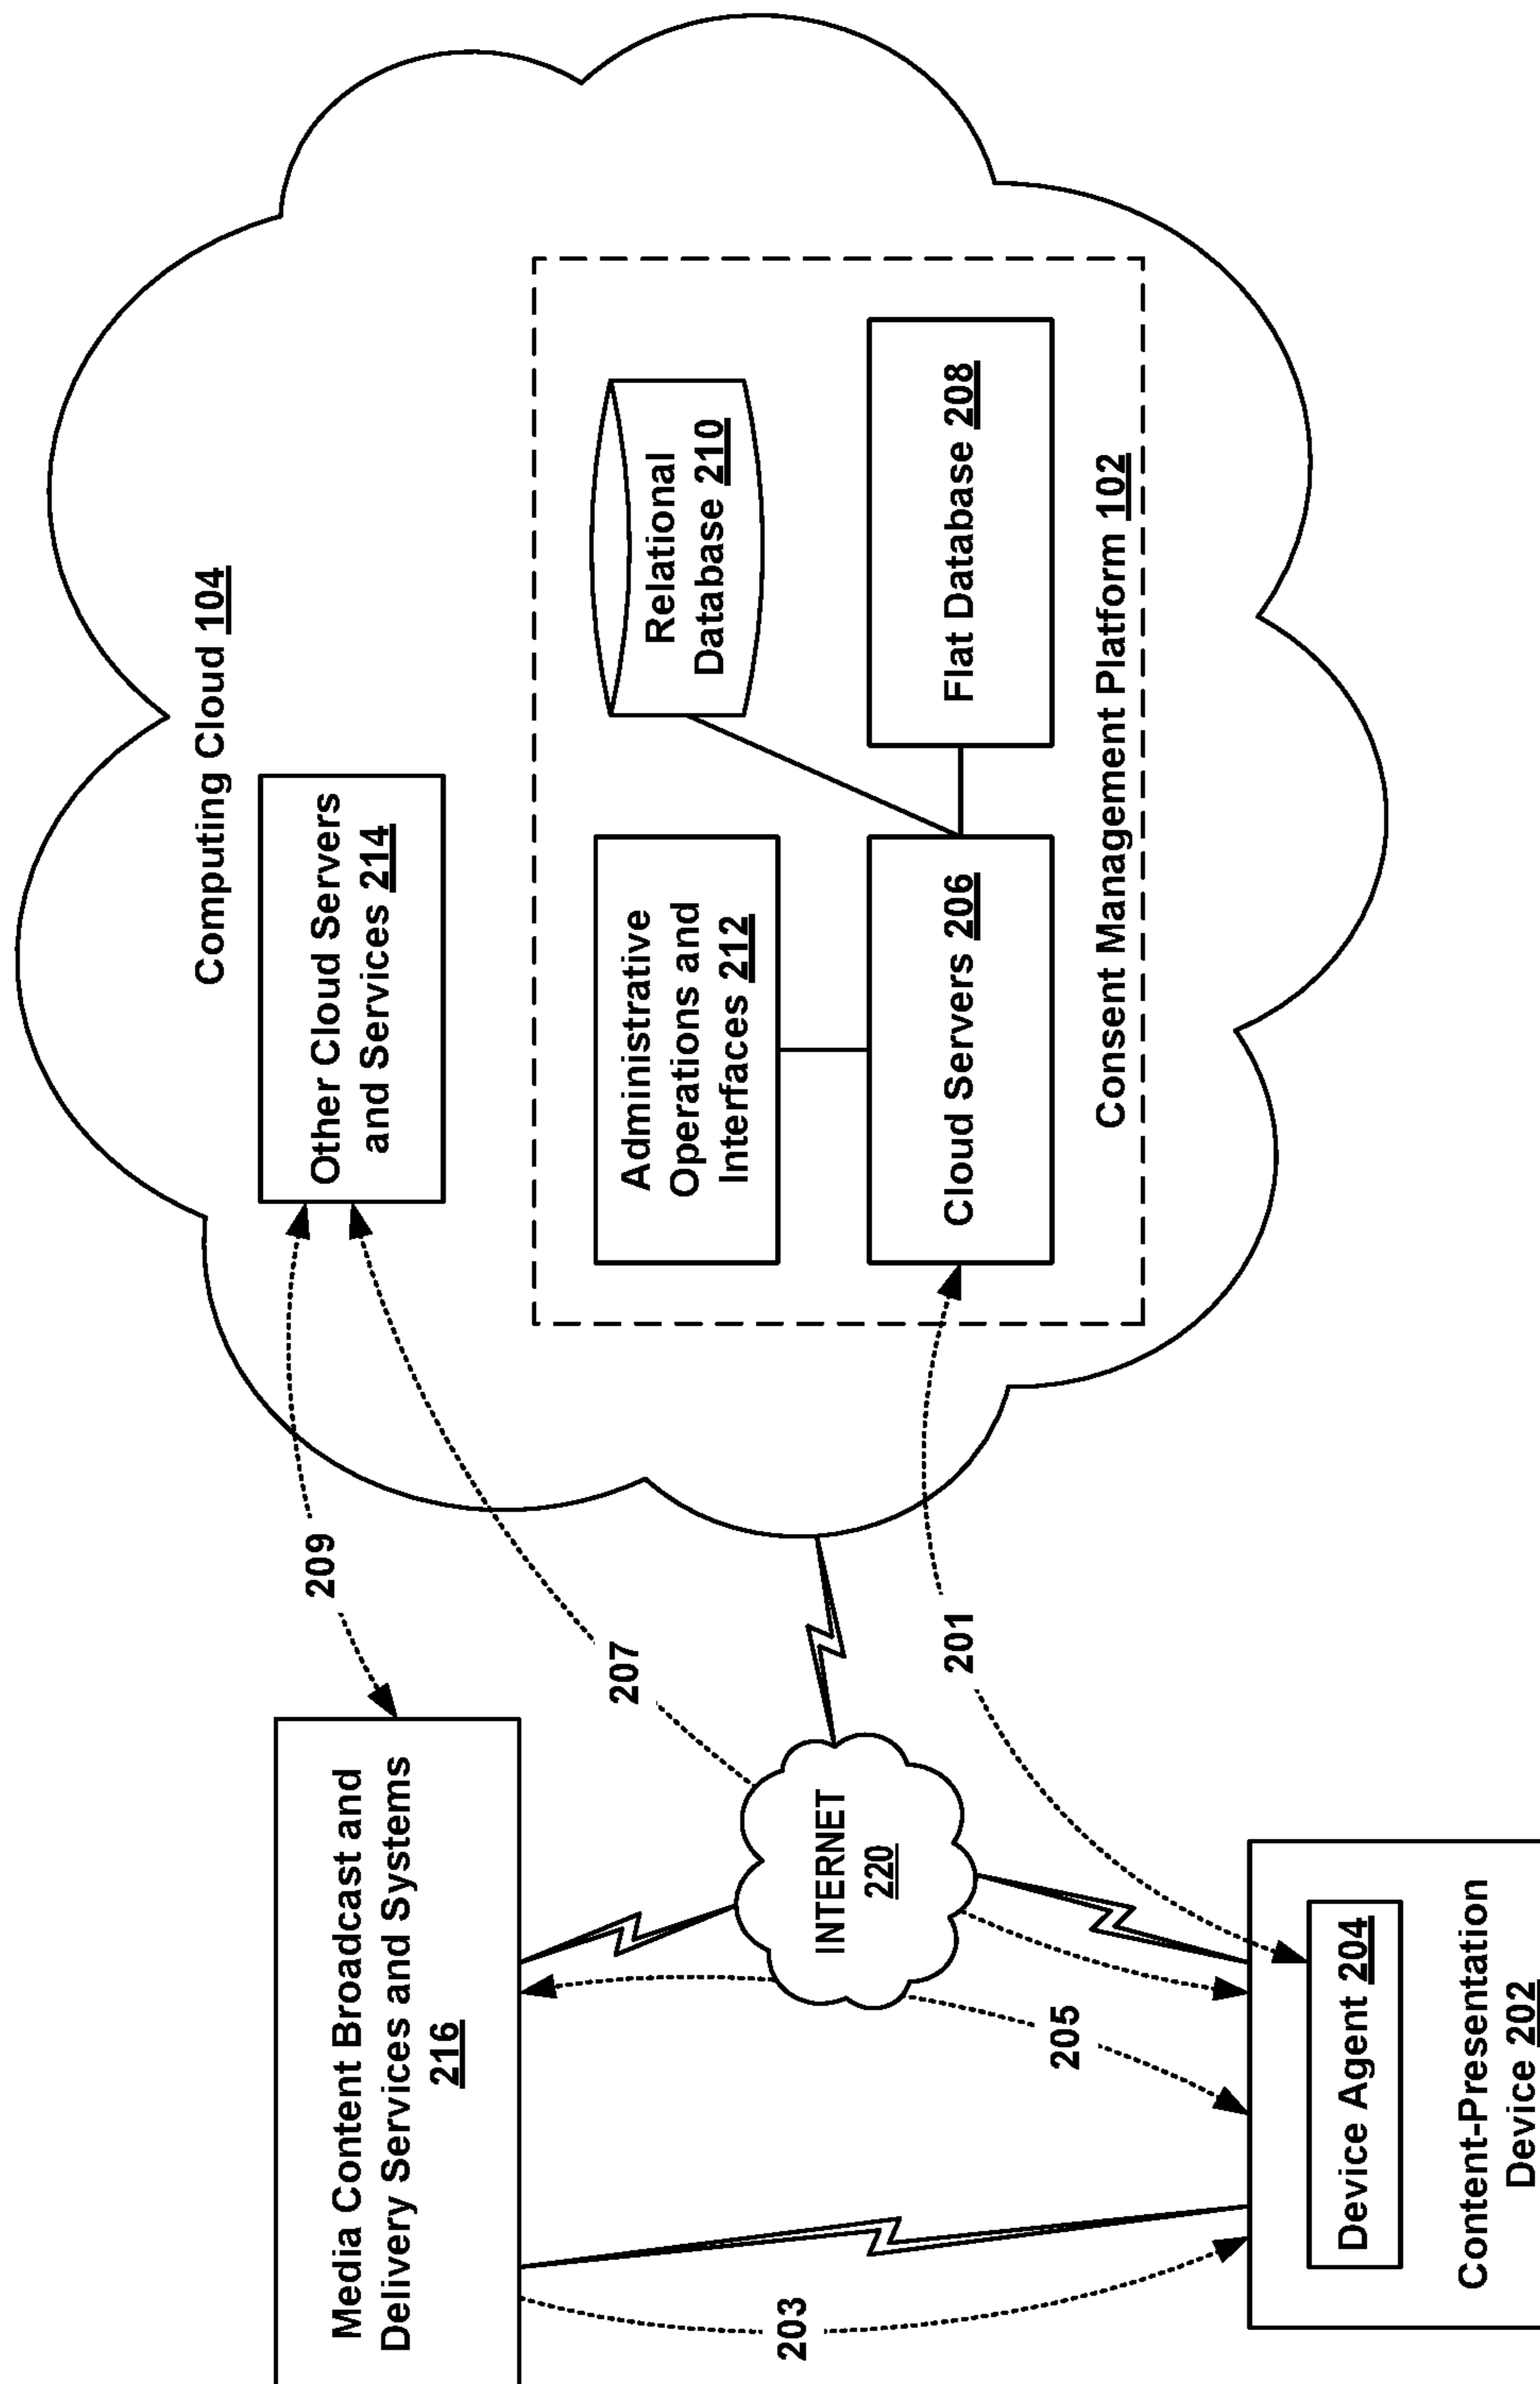 Media Content Broadcast and
Delivery Services and Systems
216
Computing Cloud 104
Other Cloud Servers
and Services 214
209
207
Administrative
Operations and
Interfaces 212
Relational
Database 210
INTERNET
220
201
Cloud Servers 206
Flat Database 208
203
205
Consent Management Platform 102
Device Agent 204
Content-Presentation
Device 202